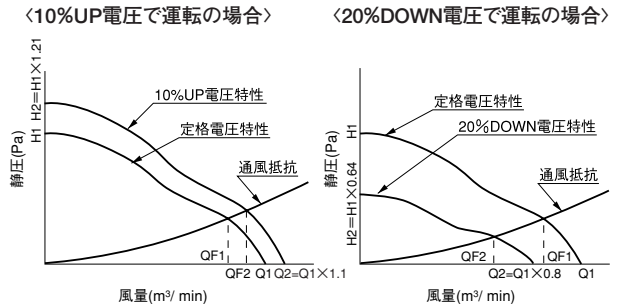 〈10%UP電圧で運転の場合〉
静圧(Pa)
H1 H2=H1×1.21
10%UP電圧特性
定格電圧特性
通風抵抗
QF1
QF2 Q1 Q2=Q1×1.1
風量(m³/ min)
〈20%DOWN電圧で運転の場合〉
静圧(Pa)
H1
H2=H1×0.64
定格電圧特性
20%DOWN電圧特性
通風抵抗
QF2
QF1
Q2=Q1×0.8
Q1
風量(m³/ min)